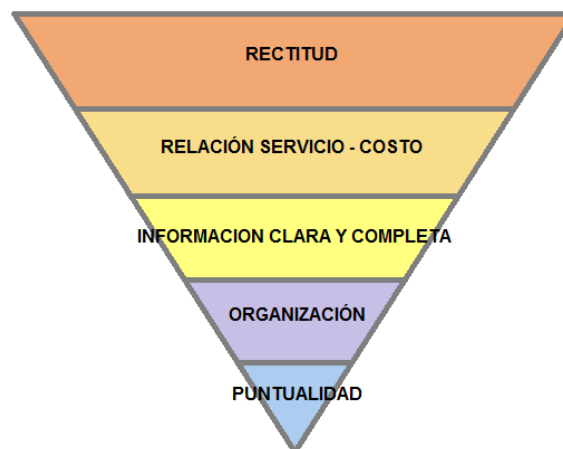 RECTITUD
RELACIÓN SERVICIO - COSTO
INFORMACION CLARA Y COMPLETA
ORGANIZACIÓN
PUNTUALIDAD